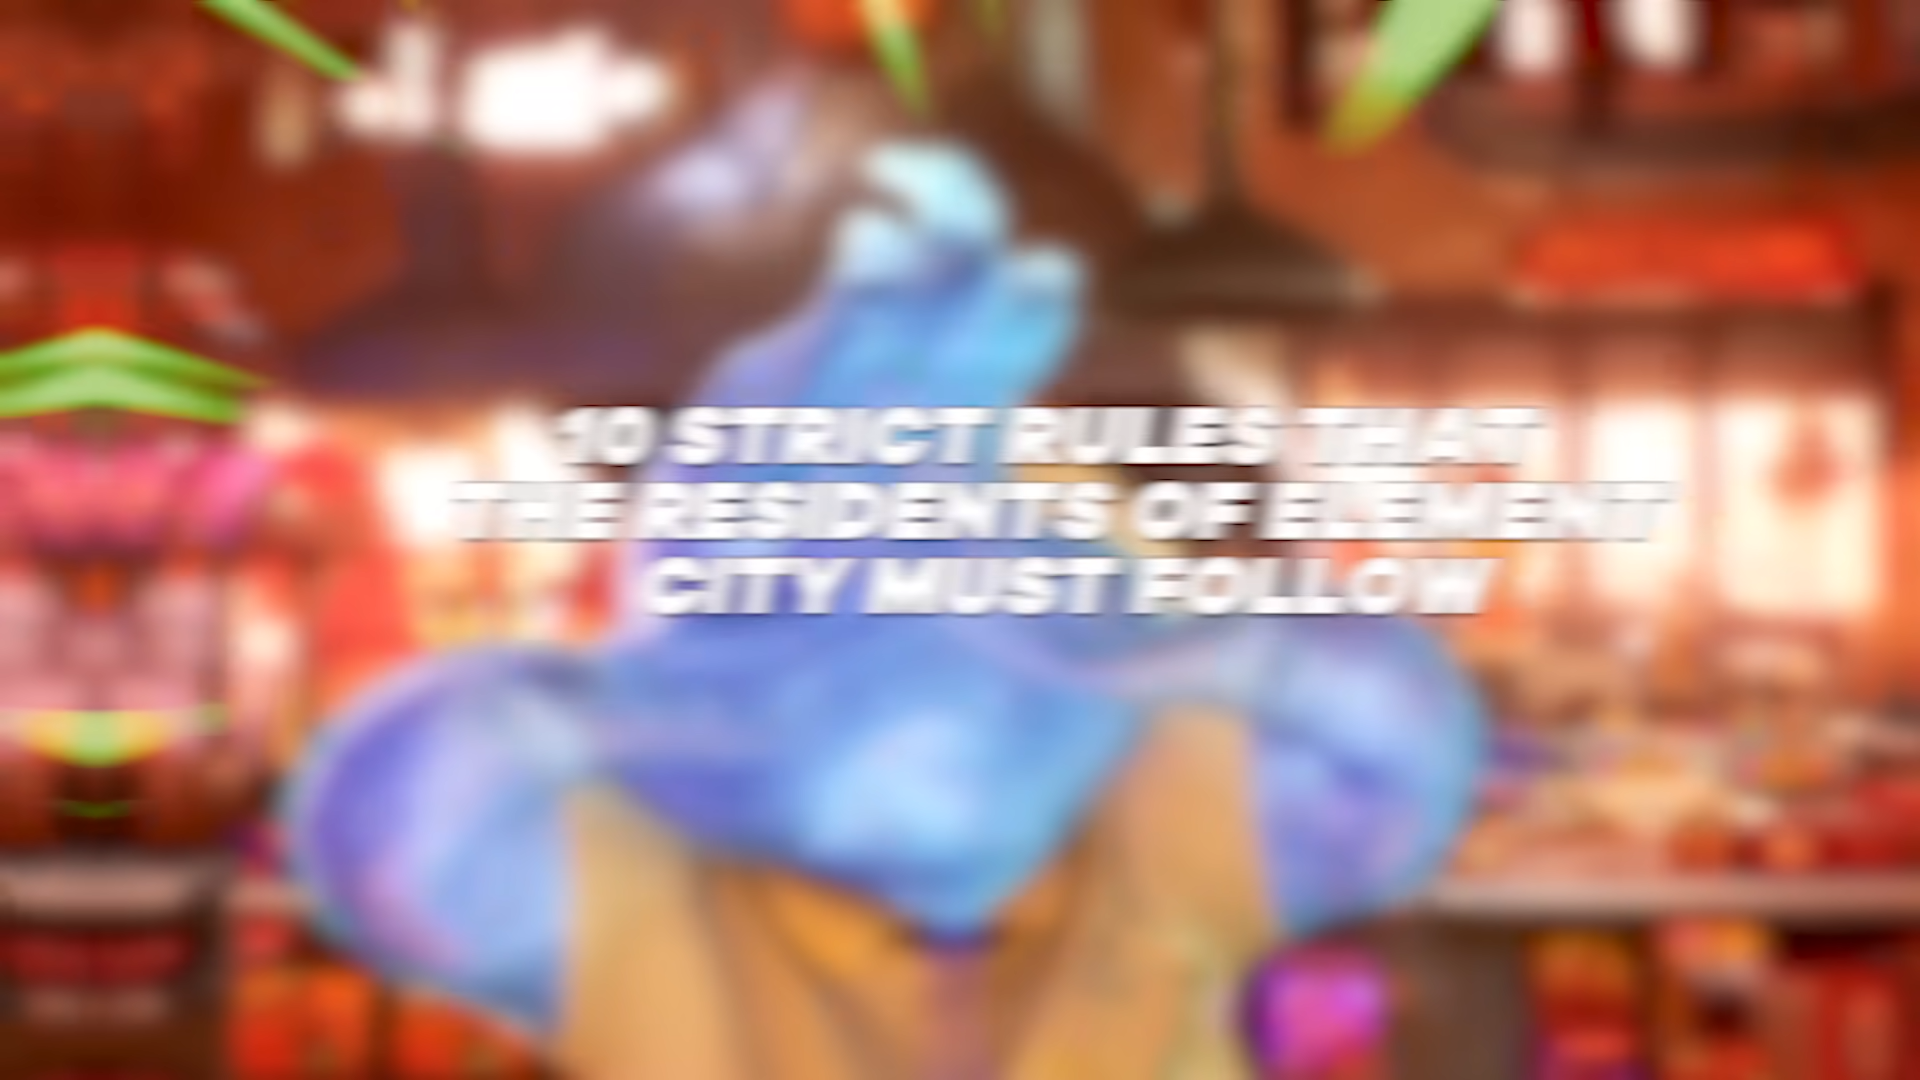 10 STRICT RULES THAT
THE RESIDENTS OF ELEMENT
CITY MUST FOLLOW